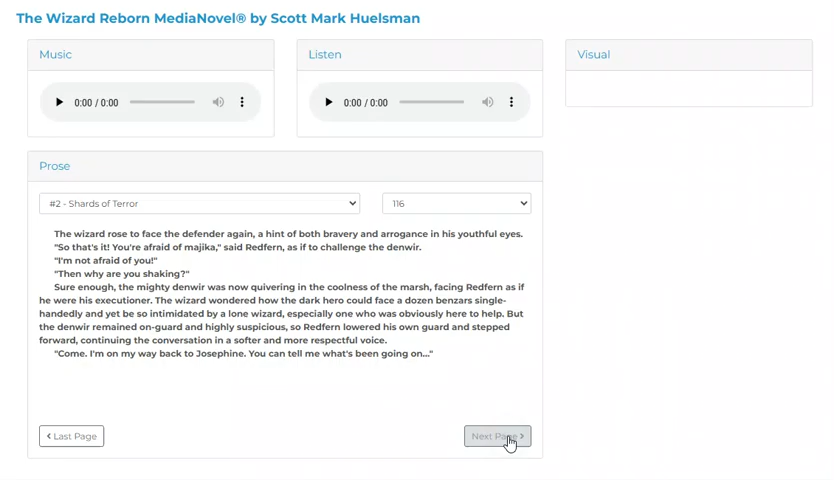 The Wizard Reborn MediaNovel® by Scott Mark Huelsman
Music
Listen
Visual
0:00 / 0:00
0:00 / 0:00
Prose
#2 - Shards of Terror
116
The wizard rose to face the defender again, a hint of both bravery and arrogance in his youthful eyes.
"So that's it! You're afraid of majika," said Redfern, as if to challenge the denwir.
"I'm not afraid of you!"
"Then why are you shaking?"
Sure enough, the mighty denwir was now quivering in the coolness of the marsh, facing Redfern as if
he were his executioner. The wizard wondered how the dark hero could face a dozen benzars single-
handedly and yet be so intimidated by a lone wizard, especially one who was obviously here to help. But
the denwir remained on-guard and highly suspicious, so Redfern lowered his own guard and stepped
forward, continuing the conversation in a softer and more respectful voice.
"Come. I'm on my way back to Josephine. You can tell me what's been going on..."
Last Page
Next Page